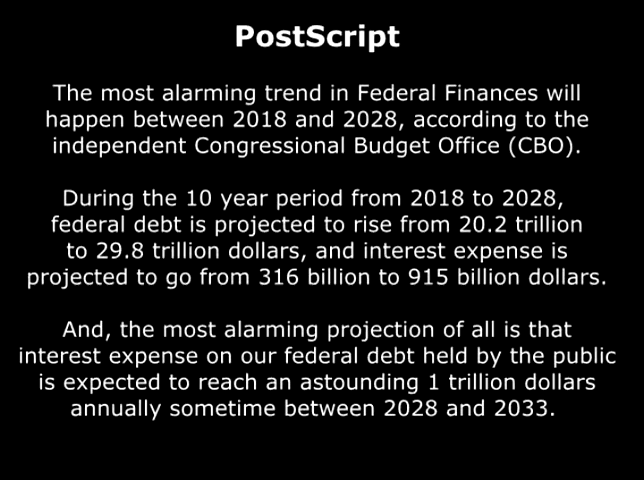 PostScript
The most alarming trend in Federal Finances will
happen between 2018 and 2028, according to the
independent Congressional Budget Office (CBO).
During the 10 year period from 2018 to 2028,
federal debt is projected to rise from 20.2 trillion
to 29.8 trillion dollars, and interest expense is
projected to go from 316 billion to 915 billion dollars.
And, the most alarming projection of all is that
interest expense on our federal debt held by the public
is expected to reach an astounding 1 trillion dollars
annually sometime between 2028 and 2033.